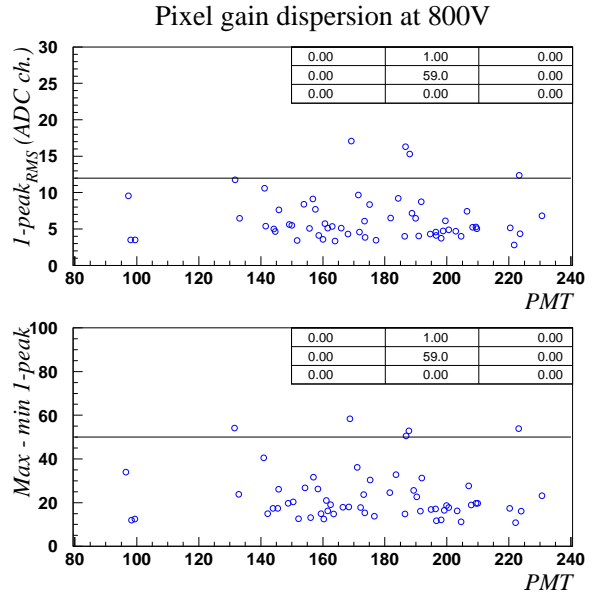 Pixel gain dispersion at 800V
1-peakRMS (ADC ch.)
30
25
20
15
10
5
0
0.00 1.00 0.00
0.00 59.0 0.00
0.00 0.00 0.00
80 100 120 140 160 180 200 220 240
PMT
Max - min 1-peak
100
80
60
40
20
0
0.00 1.00 0.00
0.00 59.0 0.00
0.00 0.00 0.00
80 100 120 140 160 180 200 220 240
PMT